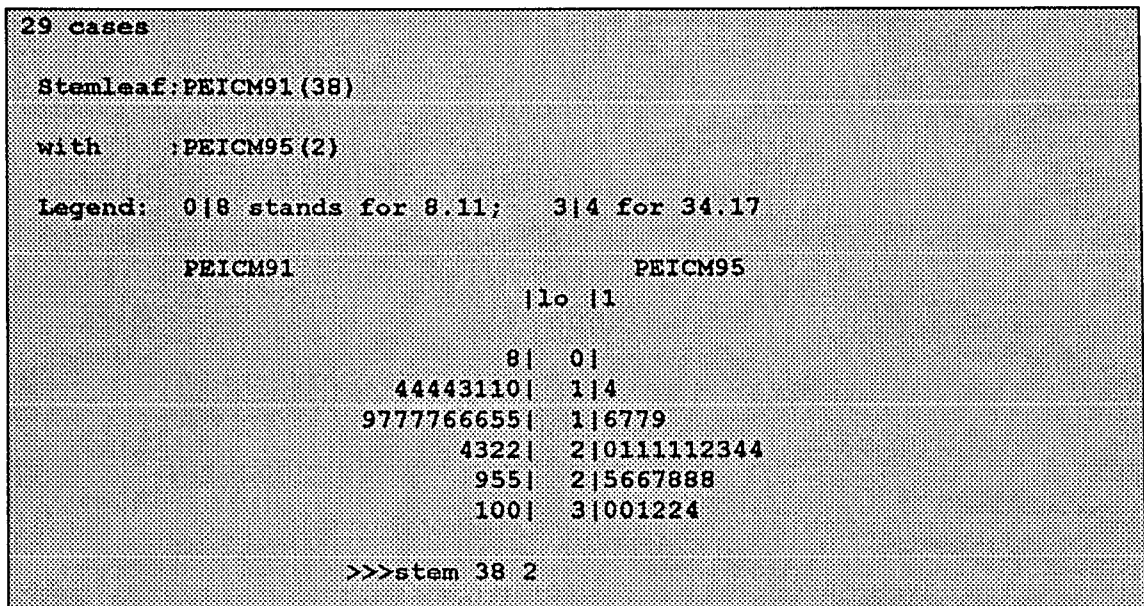 29 cases
Stemleaf:PEICM91(38)
with :PEICM95(2)
Legend: 0|8 stands for 8.11; 3|4 for 34.17
PEICM91 PEICM95
|lo |1
8| 0|
44443110| 1|4
9777766655| 1|6779
4322| 2|0111112344
955| 2|5667888
100| 3|001224
>>>stem 38 2